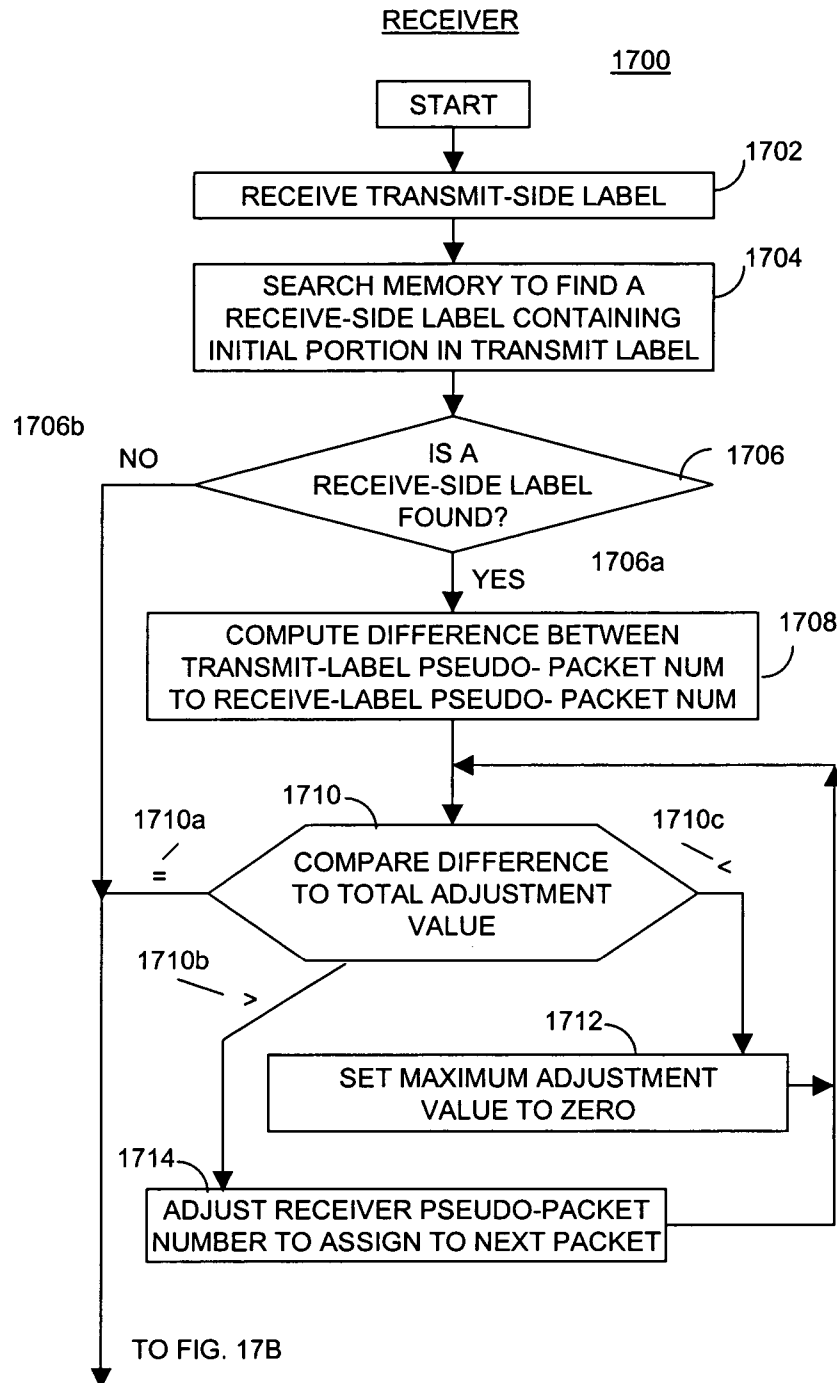 RECEIVER
1700
START
1702
RECEIVE TRANSMIT-SIDE LABEL
1704
SEARCH MEMORY TO FIND A
RECEIVE-SIDE LABEL CONTAINING
INITIAL PORTION IN TRANSMIT LABEL
1706b
NO
IS A
RECEIVE-SIDE LABEL
FOUND?
1706
1706a
YES
1708
COMPUTE DIFFERENCE BETWEEN
TRANSMIT-LABEL PSEUDO- PACKET NUM
TO RECEIVE-LABEL PSEUDO- PACKET NUM
1710
1710a
=
1710c
<
COMPARE DIFFERENCE
TO TOTAL ADJUSTMENT
VALUE
1710b
>
1712
SET MAXIMUM ADJUSTMENT
VALUE TO ZERO
1714
ADJUST RECEIVER PSEUDO-PACKET
NUMBER TO ASSIGN TO NEXT PACKET
TO FIG. 17B